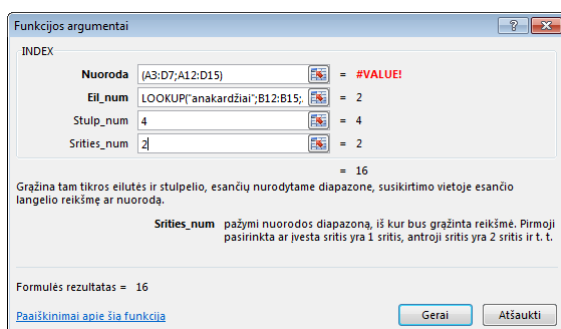 Funkcijos argumentai
INDEX
Nuoroda (A3:D7;A12:D15) = #VALUE!
Eil_num LOOKUP("anakardžiai";B12:B15;. = 2
Stulp_num 4 = 4
Srities_num 2 = 2
= 16
Grąžina tam tikros eilutės ir stulpelio, esančių nurodytame diapazone, susikirtimo vietoje esančio
langelio reikšmę ar nuorodą.
Srities_num pažymi nuorodos diapazoną, iš kur bus grąžinta reikšmė. Pirmoji
pasirinkta ar įvesta sritis yra 1 sritis, antroji sritis yra 2 sritis ir t. t.
Formulės rezultatas = 16
Paaiškinimai apie šia funkcija
Gerai Atšaukti